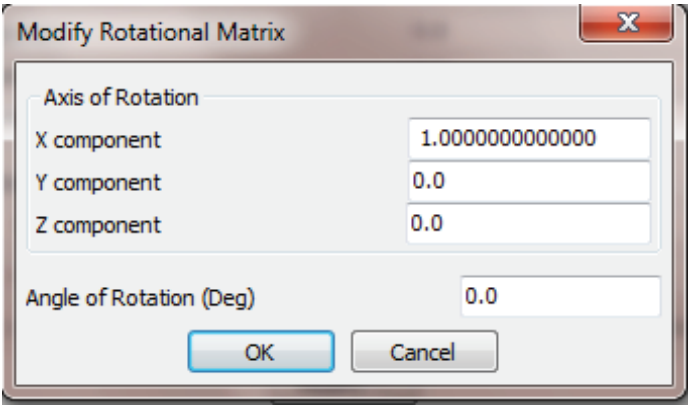 Modify Rotational Matrix
Axis of Rotation
X component 1.0000000000000
Y component 0.0
Z component 0.0
Angle of Rotation (Deg) 0.0
OK Cancel